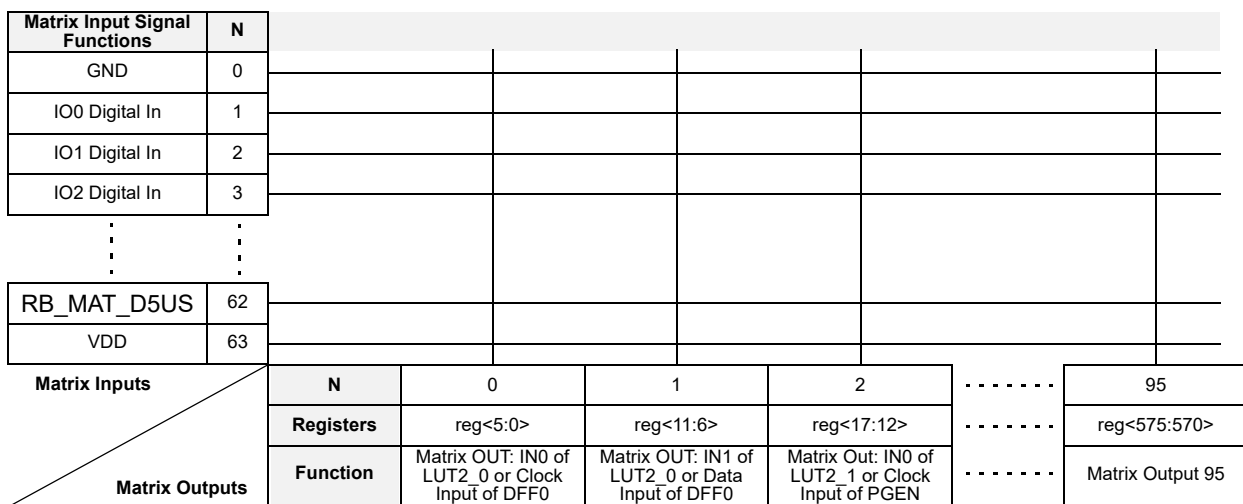 Matrix Input Signal
Functions
N
GND
0
IO0 Digital In
1
IO1 Digital In
2
IO2 Digital In
3
RB_MAT_D5US
62
VDD
63
Matrix Inputs
N
0
1
2
95
Registers
reg<5:0>
reg<11:6>
reg<17:12>
reg<575:570>
Matrix Outputs
Function
Matrix OUT: IN0 of
LUT2_0 or Clock
Input of DFF0
Matrix OUT: IN1 of
LUT2_0 or Data
Input of DFF0
Matrix Out: IN0 of
LUT2_1 or Clock
Input of PGEN
Matrix Output 95